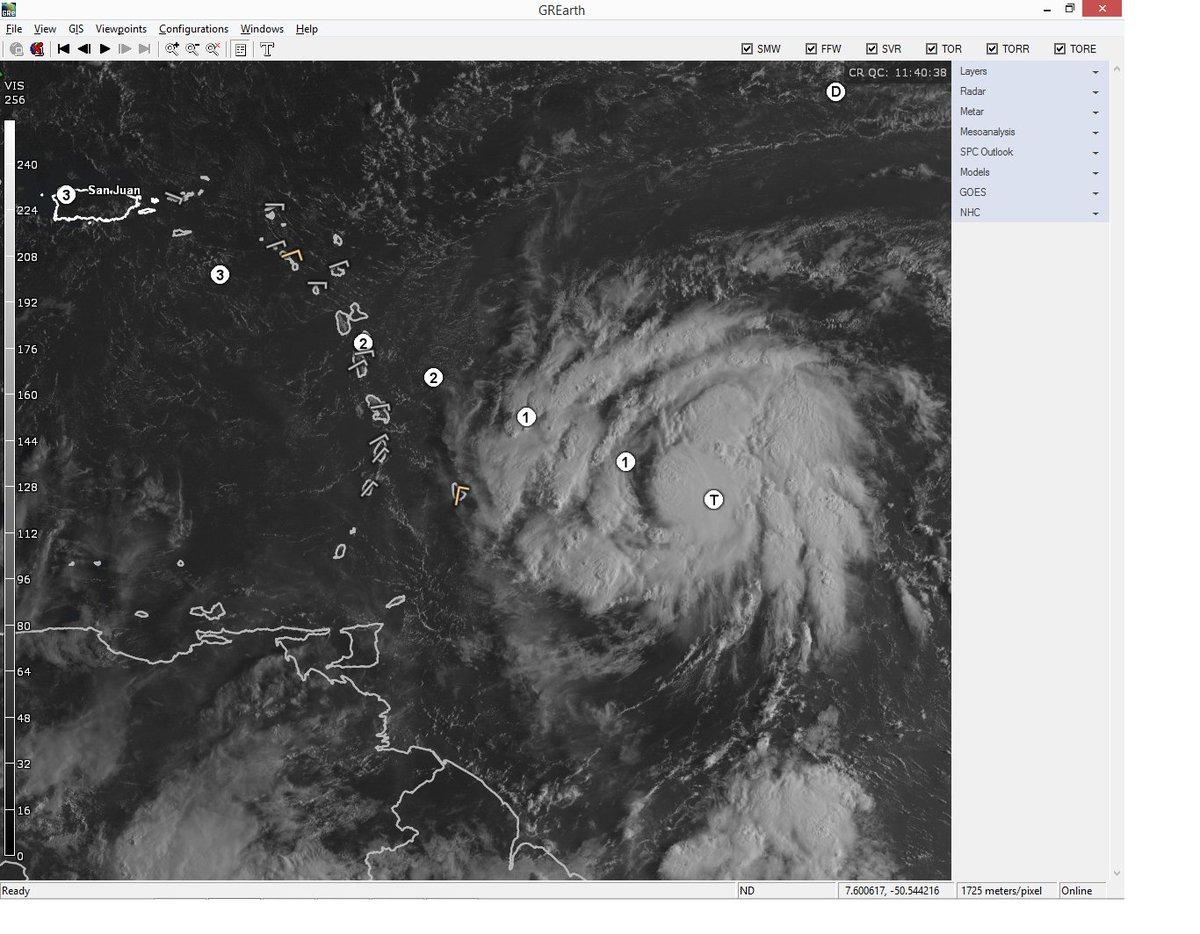 GREarth
File View GIS Viewpoints Configurations Windows Help
SMW FFW SVR TOR TORR TORE
VIS
256
CR QC: 11:40:38
D
Layers
Radar
Metar
Mesoanalysis
SPC Outlook
Models
GOES
NHC
240
224
208
192
176
160
144
128
112
96
80
64
48
32
16
0
3 San Juan
3
2
2
1
1
T
Ready ND 7.600617, -50.544216 1725 meters/pixel Online